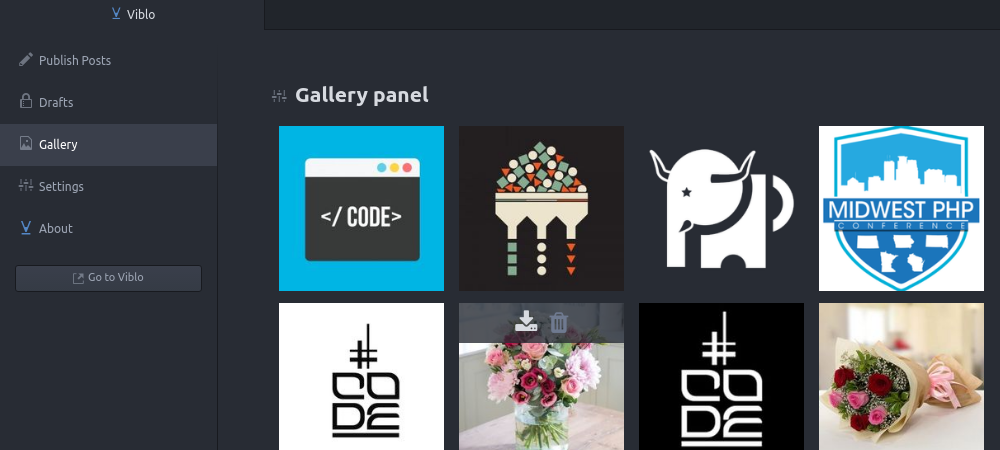 Viblo
Publish Posts
Drafts
Gallery
Settings
About
Go to Viblo
Gallery panel
</ CODE>
MIDWEST PHP
CONFERENCE
#
CO
DE
#
CO
DE